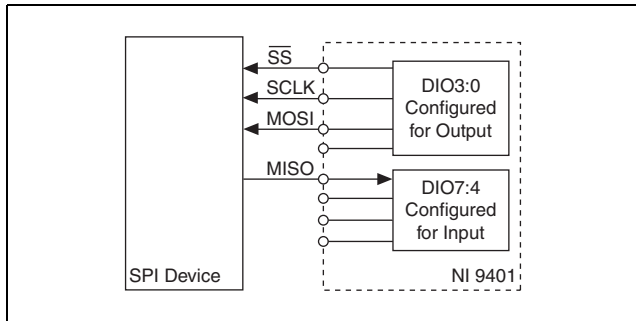 SS
SCLK
MOSI
MISO
DIO3:0
Configured
for Output
DIO7:4
Configured
for Input
SPI Device
NI 9401